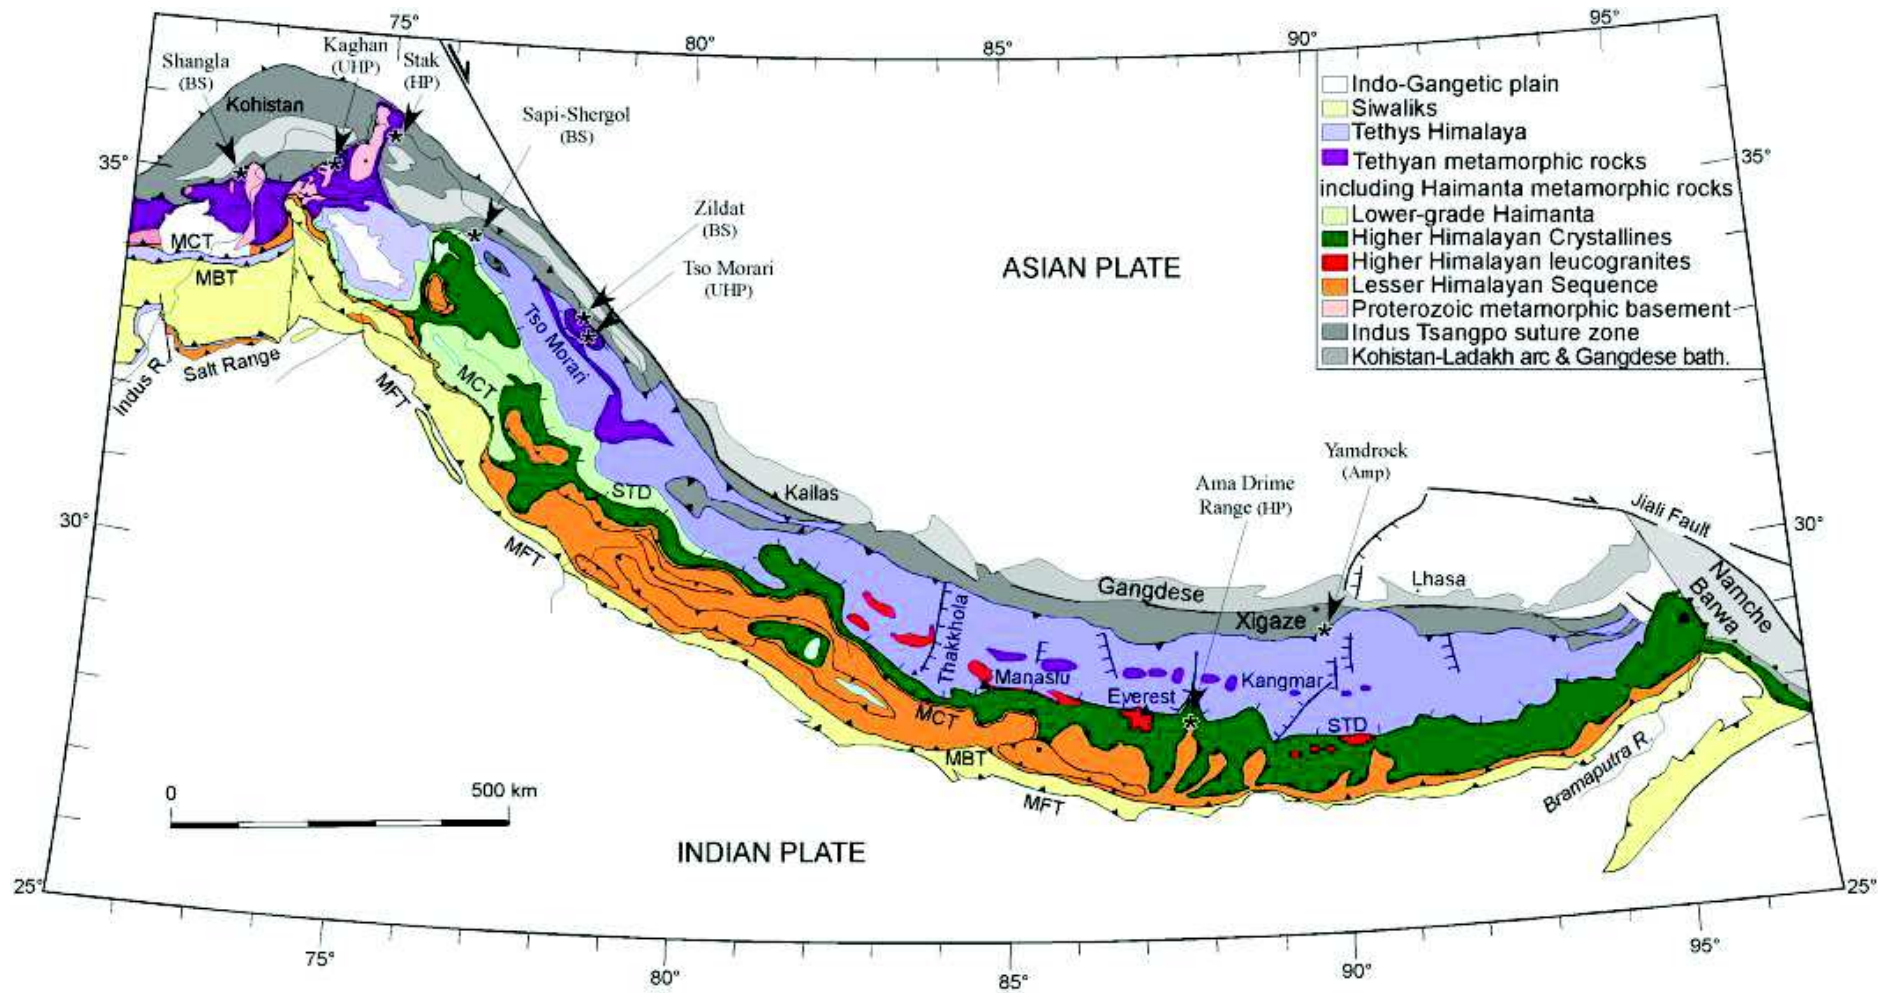 75°
80°
85°
90°
95°
Shangla
(BS)
Kaghan
(UHP)
Stak
(HP)
Kohistan
Sapi-Shergol
(BS)
Zildat
(BS)
Tso Morari
(UHP)
Indo-Gangetic plain
Siwaliks
Tethys Himalaya
Tethyan metamorphic rocks
including Haimanta metamorphic rocks
Lower-grade Haimanta
Higher Himalayan Crystallines
Higher Himalayan leucogranites
Lesser Himalayan Sequence
Proterozoic metamorphic basement
Indus Tsangpo suture zone
Kohistan-Ladakh arc & Gangdese bath.
35°
35°
MCT
MBT
ASIAN PLATE
Tso Morari
Indus R.
Salt Range
MFT
MCT
STD
Kailas
Ama Drime
Range (HP)
Yamdrock
(Amp)
Jiali Fault
30°
30°
MFT
Gangdese
Lhasa
Namche
Barwa
Xigaze
Thakkhola
Manaslu
Everest
Kangmar
STD
MCT
MBT
MFT
Bramaputra R.
0
500 km
INDIAN PLATE
25°
25°
75°
80°
85°
90°
95°